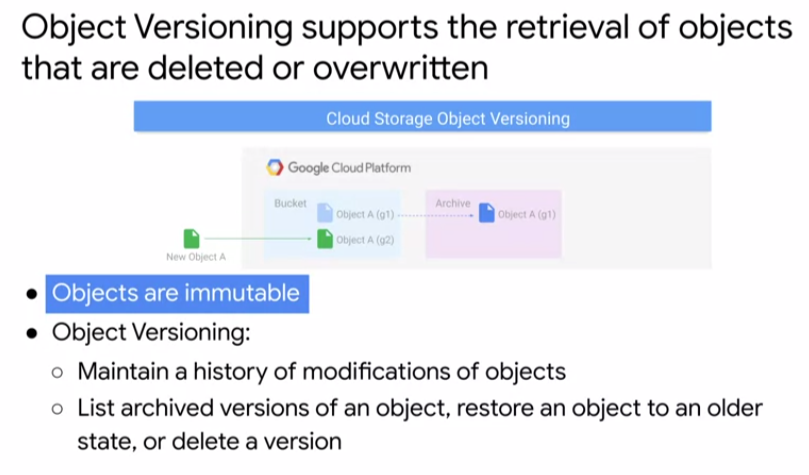 Object Versioning supports the retrieval of objects
that are deleted or overwritten
Cloud Storage Object Versioning
Google Cloud Platform
Bucket
Object A (g1)
Archive
Object A (g1)
Object A (g2)
New Object A
● Objects are immutable
● Object Versioning:
○ Maintain a history of modifications of objects
○ List archived versions of an object, restore an object to an older
state, or delete a version